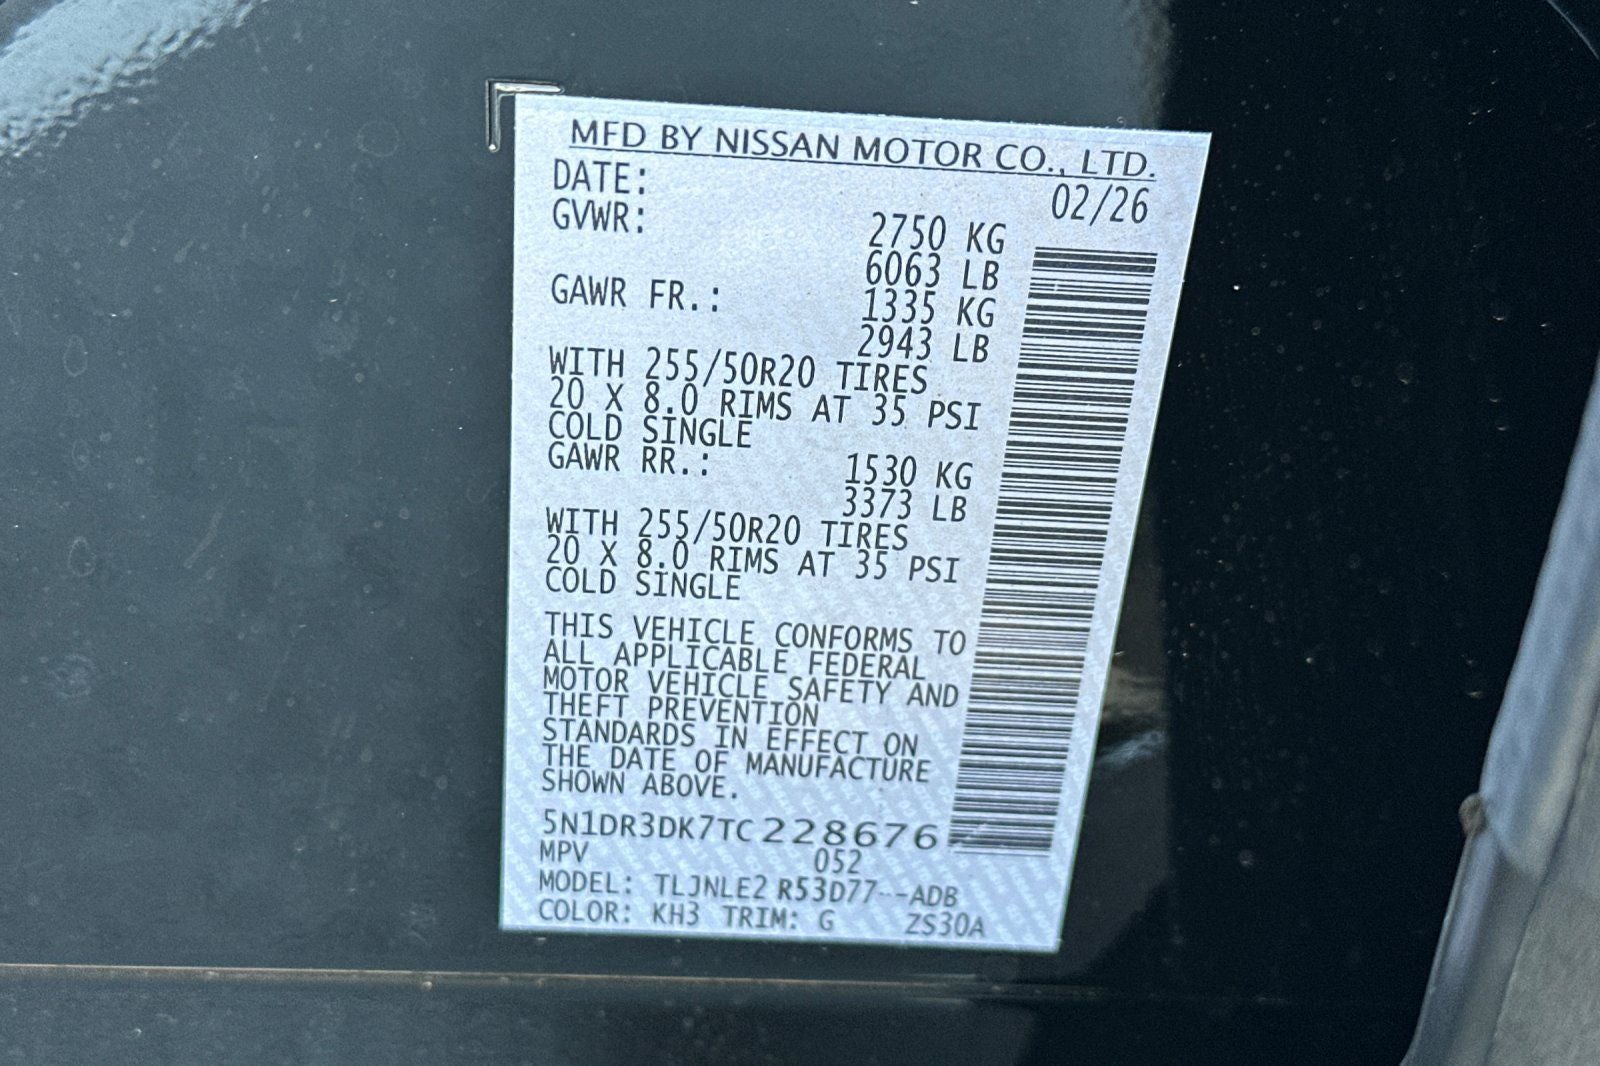 MFD BY NISSAN MOTOR CO., LTD.
DATE: 02/26
GVWR: 2750 KG
6063 LB
GAWR FR.: 1335 KG
2943 LB
WITH 255/50R20 TIRES
20 X 8.0 RIMS AT 35 PSI
COLD SINGLE
GAWR RR.: 1530 KG
3373 LB
WITH 255/50R20 TIRES
20 X 8.0 RIMS AT 35 PSI
COLD SINGLE
THIS VEHICLE CONFORMS TO
ALL APPLICABLE FEDERAL
MOTOR VEHICLE SAFETY AND
THEFT PREVENTION
STANDARDS IN EFFECT ON
THE DATE OF MANUFACTURE
SHOWN ABOVE.
5N1DR3DK7TC228676
MPV 052
MODEL: TLJNLE2 R53D77---ADB
COLOR: KH3 TRIM: G ZS30A